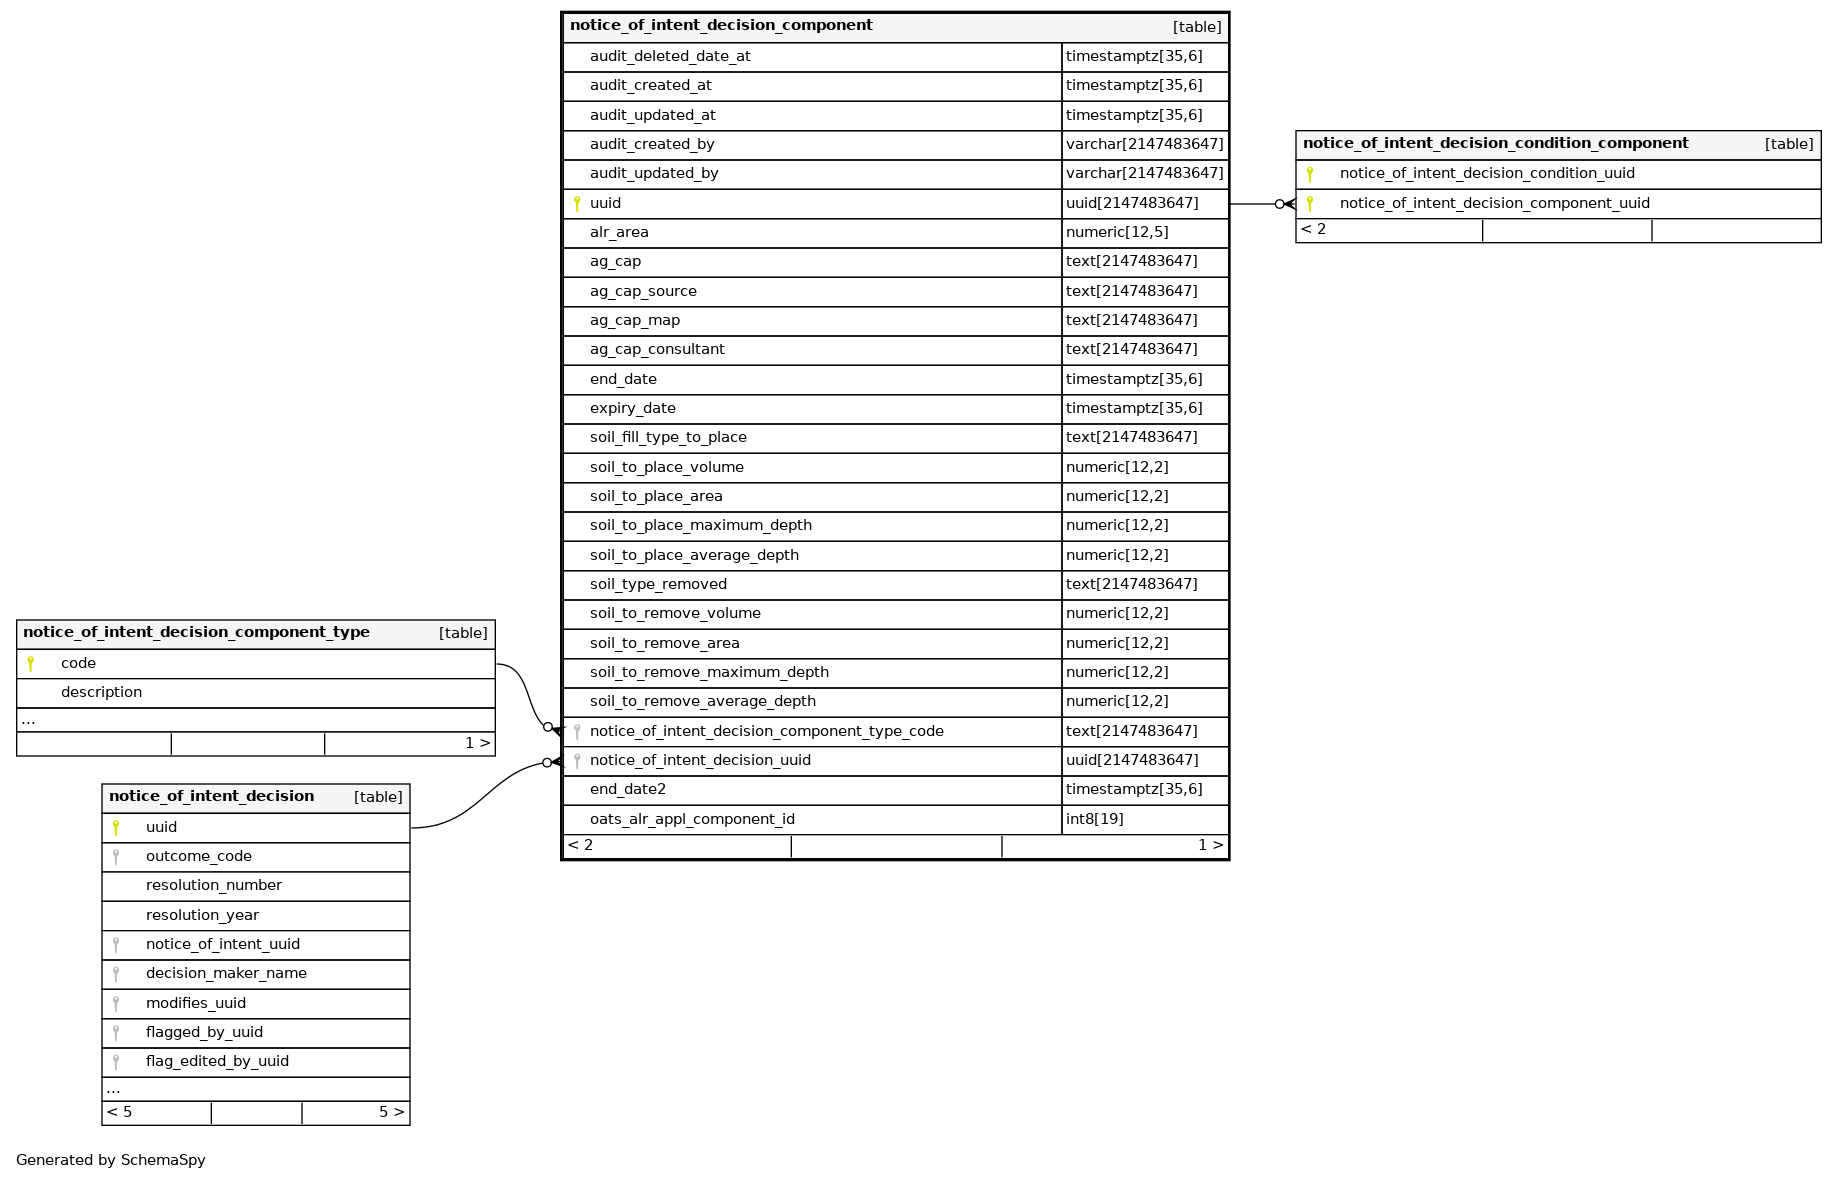 notice_of_intent_decision_component [table]
audit_deleted_date_at timestamptz[35,6]
audit_created_at timestamptz[35,6]
audit_updated_at timestamptz[35,6]
audit_created_by varchar[2147483647]
audit_updated_by varchar[2147483647]
uuid uuid[2147483647]
alr_area numeric[12,5]
ag_cap text[2147483647]
ag_cap_source text[2147483647]
ag_cap_map text[2147483647]
ag_cap_consultant text[2147483647]
end_date timestamptz[35,6]
expiry_date timestamptz[35,6]
soil_fill_type_to_place text[2147483647]
soil_to_place_volume numeric[12,2]
soil_to_place_area numeric[12,2]
soil_to_place_maximum_depth numeric[12,2]
soil_to_place_average_depth numeric[12,2]
soil_type_removed text[2147483647]
soil_to_remove_volume numeric[12,2]
soil_to_remove_area numeric[12,2]
soil_to_remove_maximum_depth numeric[12,2]
soil_to_remove_average_depth numeric[12,2]
notice_of_intent_decision_component_type_code text[2147483647]
notice_of_intent_decision_uuid uuid[2147483647]
end_date2 timestamptz[35,6]
oats_alr_appl_component_id int8[19]
< 2 1 >
notice_of_intent_decision_condition_component [table]
notice_of_intent_decision_condition_uuid
notice_of_intent_decision_component_uuid
< 2
notice_of_intent_decision_component_type [table]
code
description
...
1 >
notice_of_intent_decision [table]
uuid
outcome_code
resolution_number
resolution_year
notice_of_intent_uuid
decision_maker_name
modifies_uuid
flagged_by_uuid
flag_edited_by_uuid
...
< 5 5 >
Generated by SchemaSpy